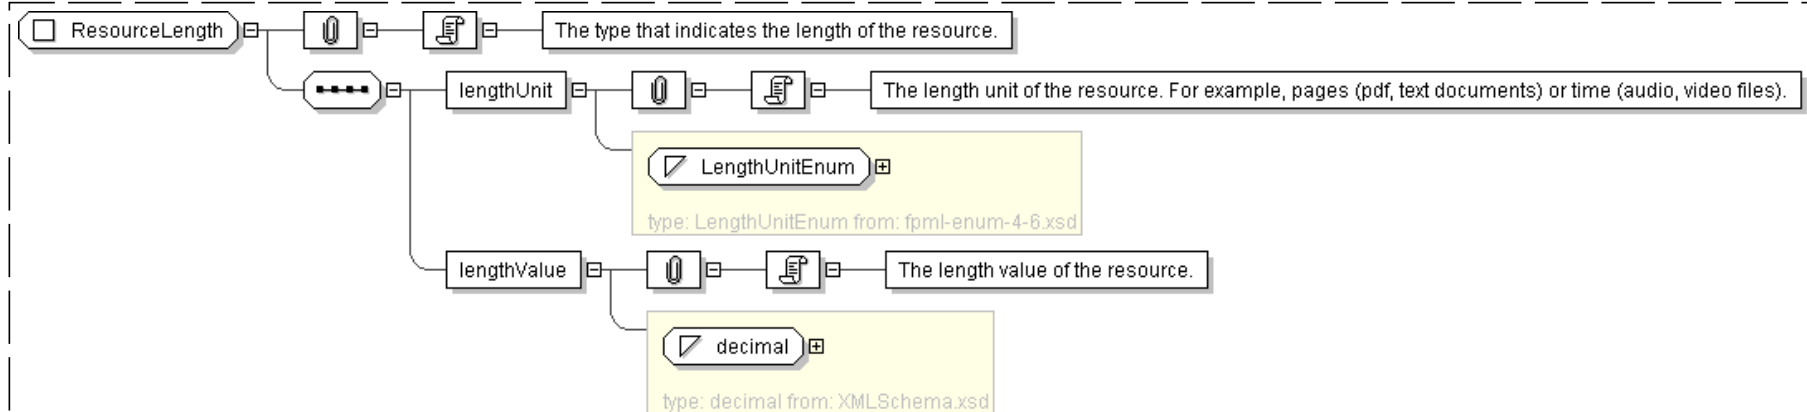 ResourceLength
The type that indicates the length of the resource.
lengthUnit
The length unit of the resource. For example, pages (pdf, text documents) or time (audio, video files).
LengthUnitEnum
type: LengthUnitEnum from: fpml-enum-4-6.xsd
lengthValue
The length value of the resource.
decimal
type: decimal from: XMLSchema.xsd